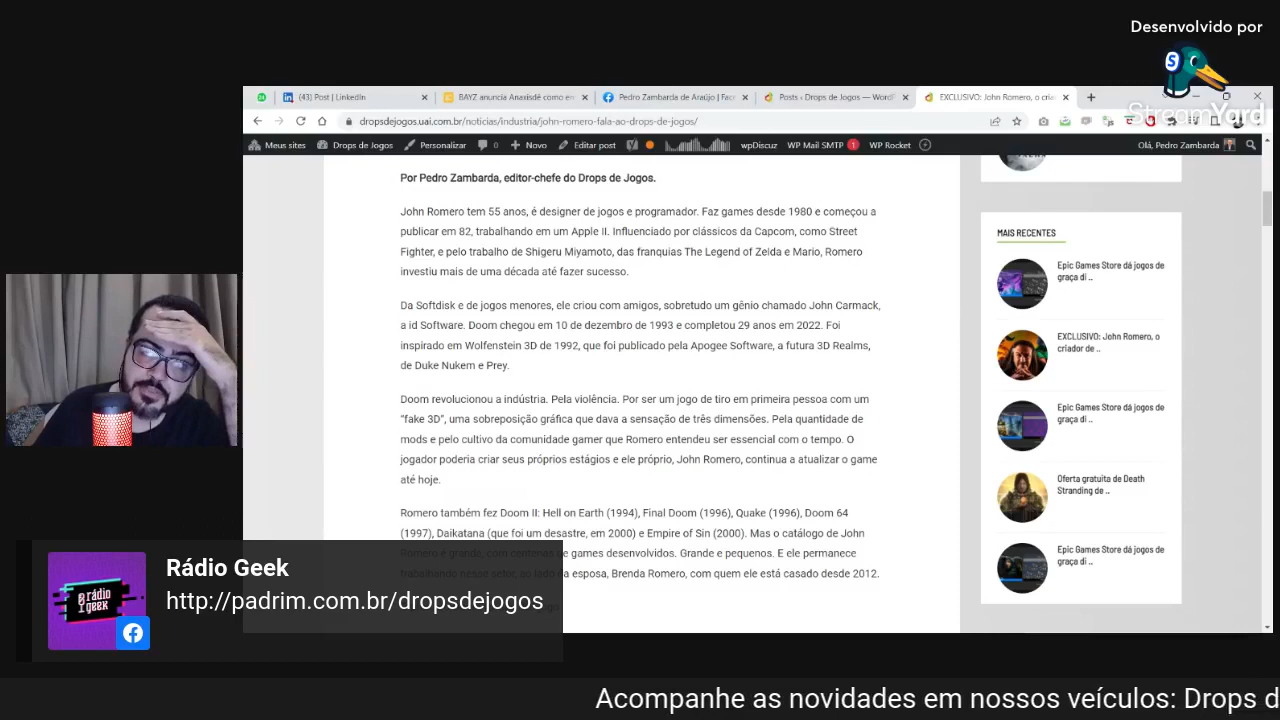 Desenvolvido por
StreamYard
(43) Post | LinkedIn
BAYZ anuncia Anaxisdê como em
Pedro Zambarda de Araújo | Fac
Posts ‹ Drops de Jogos — WordP
EXCLUSIVO: John Romero, o cria
dropsdejogos.uai.com.br/noticias/industria/john-romero-fala-ao-drops-de-jogos/
Meus sites
Drops de Jogos
Personalizar
0
Novo
Editar post
wpDiscuz
WP Mail SMTP 1
WP Rocket
Olá, Pedro Zambarda
Por Pedro Zambarda, editor-chefe do Drops de Jogos.
John Romero tem 55 anos, é designer de jogos e programador. Faz games desde 1980 e começou a
publicar em 82, trabalhando em um Apple II. Influenciado por clássicos da Capcom, como Street
Fighter, e pelo trabalho de Shigeru Miyamoto, das franquias The Legend of Zelda e Mario, Romero
investiu mais de uma década até fazer sucesso.
Da Softdisk e de jogos menores, ele criou com amigos, sobretudo um gênio chamado John Carmack,
a id Software. Doom chegou em 10 de dezembro de 1993 e completou 29 anos em 2022. Foi
inspirado em Wolfenstein 3D de 1992, que foi publicado pela Apogee Software, a futura 3D Realms,
de Duke Nukem e Prey.
Doom revolucionou a indústria. Pela violência. Por ser um jogo de tiro em primeira pessoa com um
“fake 3D”, uma sobreposição gráfica que dava a sensação de três dimensões. Pela quantidade de
mods e pelo cultivo da comunidade gamer que Romero entendeu ser essencial com o tempo. O
jogador poderia criar seus próprios estágios e ele próprio, John Romero, continua a atualizar o game
até hoje.
Romero também fez Doom II: Hell on Earth (1994), Final Doom (1996), Quake (1996), Doom 64
(1997), Daikatana (que foi um desastre, em 2000) e Empire of Sin (2000). Mas o catálogo de John
Romero é grande, com centenas de games desenvolvidos. Grande e pequenos. E ele permanece
trabalhando nesse setor, ao lado da esposa, Brenda Romero, com quem ele está casado desde 2012.
MAIS RECENTES
Epic Games Store dá jogos de
graça di ..
EXCLUSIVO: John Romero, o
criador de ..
Epic Games Store dá jogos de
graça di ..
Oferta gratuita de Death
Stranding de ..
Epic Games Store dá jogos de
graça di ..
rádio
geek
Rádio Geek
http://padrim.com.br/dropsdejogos
Acompanhe as novidades em nossos veículos: Drops d